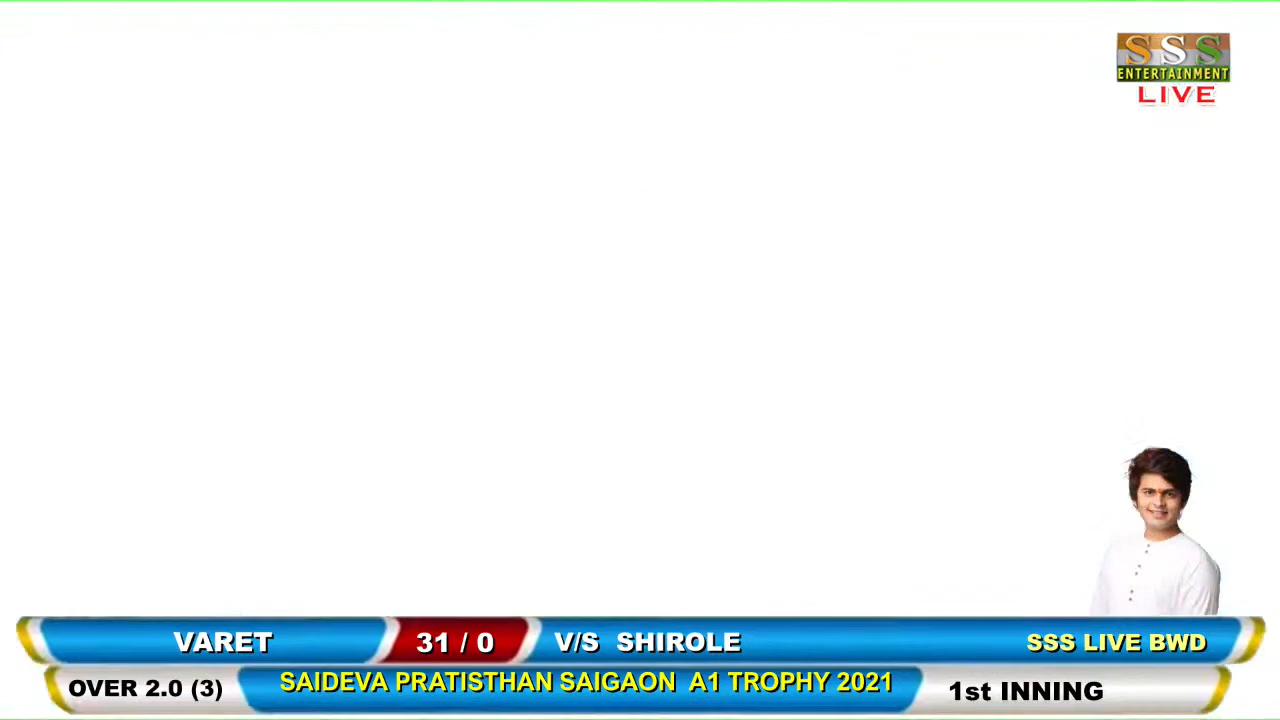 SSS
ENTERTAINMENT
LIVE
VARET 31 / 0 V/S SHIROLE SSS LIVE BWD
OVER 2.0 (3) SAIDEVA PRATISTHAN SAIGAON A1 TROPHY 2021 1st INNING